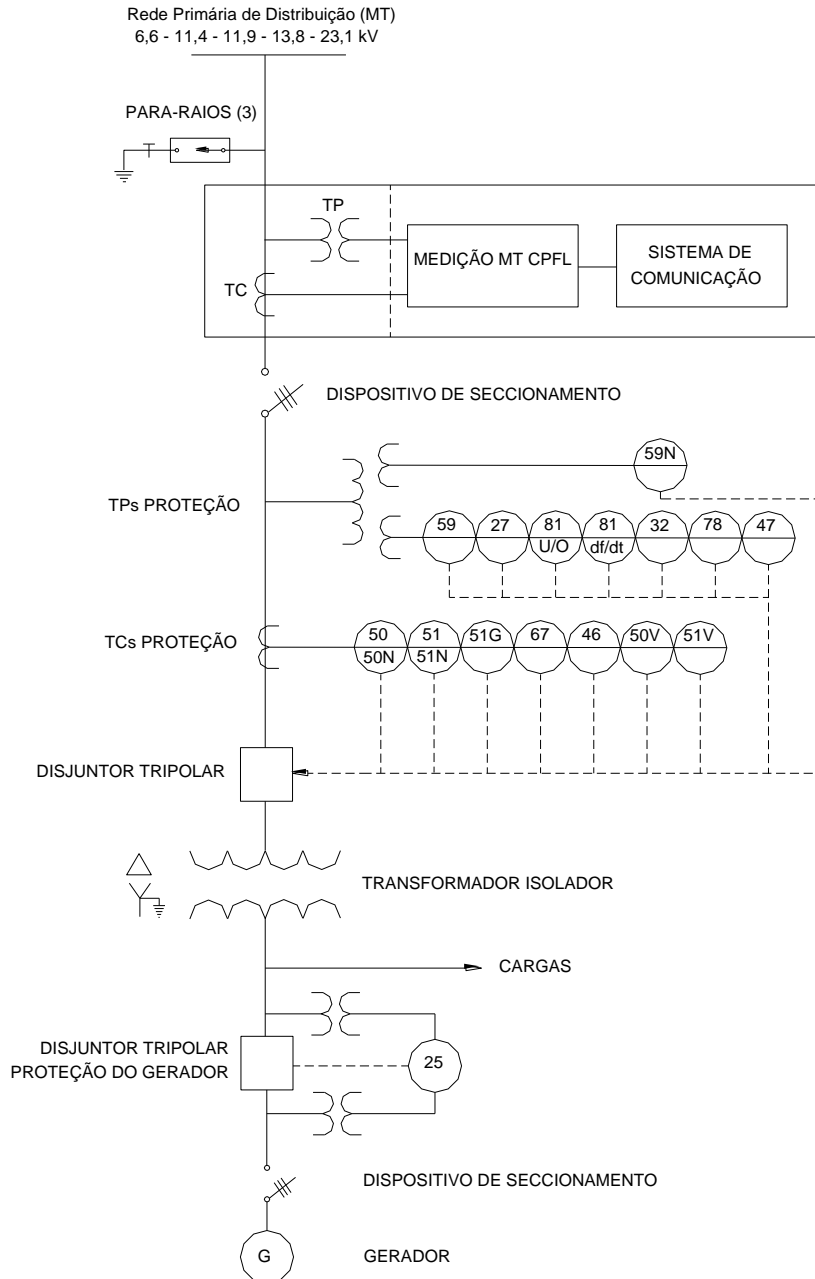 Rede Primária de Distribuição (MT)
6,6 - 11,4 - 11,9 - 13,8 - 23,1 kV
PARA-RAIOS (3)
TP
MEDIÇÃO MT CPFL
SISTEMA DE
COMUNICAÇÃO
TC
DISPOSITIVO DE SECCIONAMENTO
59N
TPs PROTEÇÃO
59
27
81
U/O
81
df/dt
32
78
47
TCs PROTEÇÃO
50
50N
51
51N
51G
67
46
50V
51V
DISJUNTOR TRIPOLAR
TRANSFORMADOR ISOLADOR
CARGAS
DISJUNTOR TRIPOLAR
PROTEÇÃO DO GERADOR
25
DISPOSITIVO DE SECCIONAMENTO
G
GERADOR